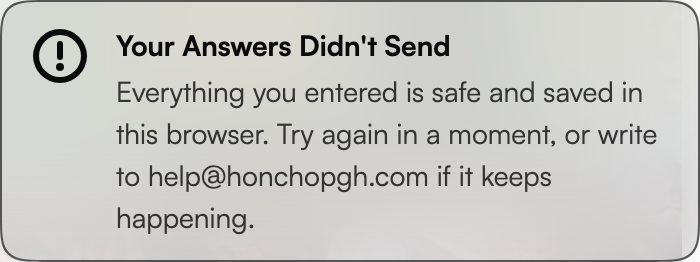 Your Answers Didn't Send
Everything you entered is safe and saved in
this browser. Try again in a moment, or write
to help@honchopgh.com if it keeps
happening.